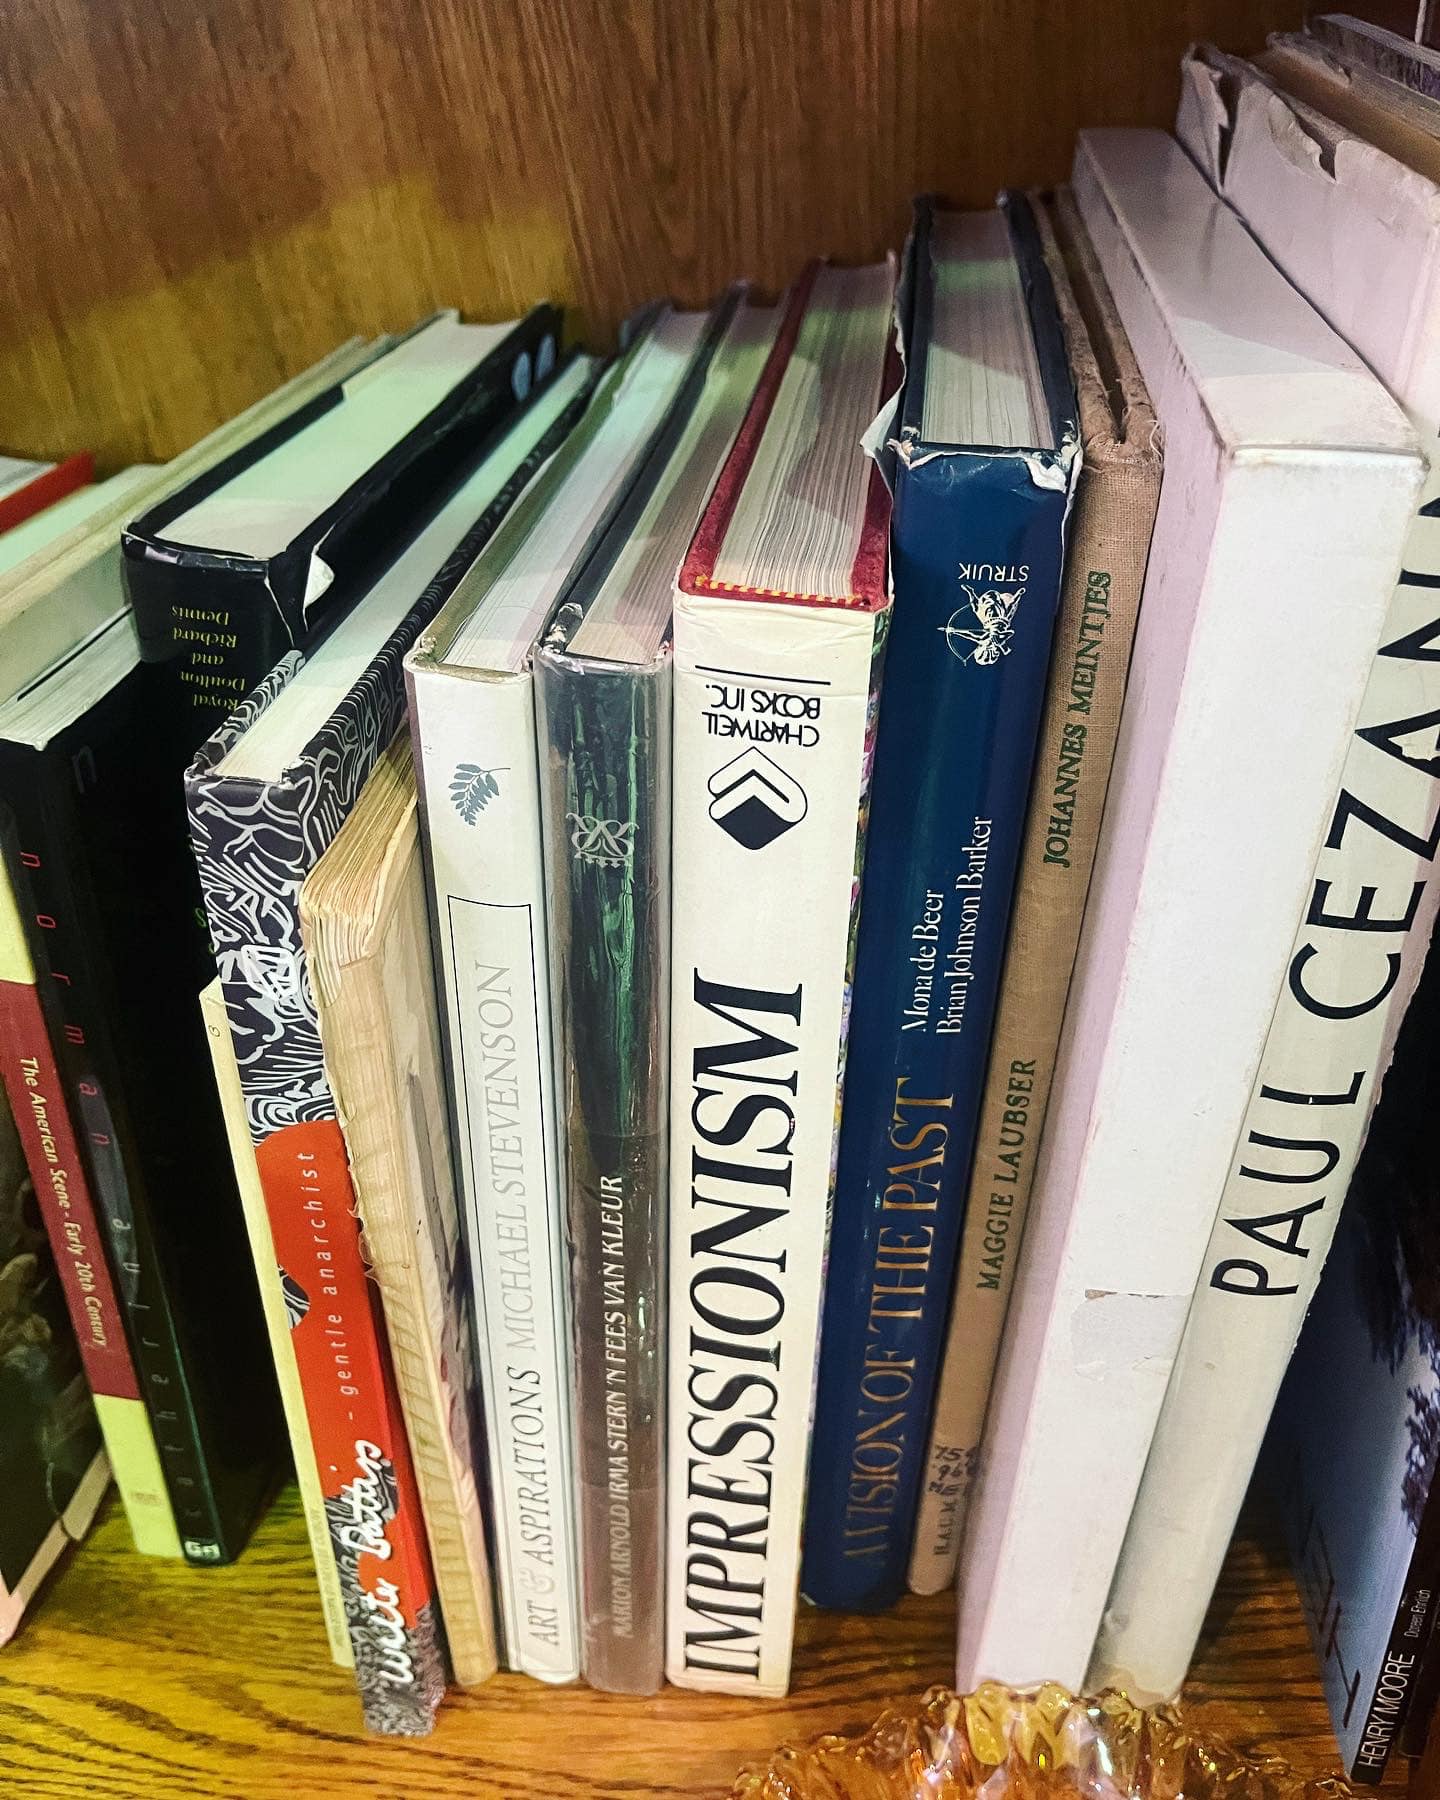 The American Scene - Early 20th Century
n o r m a n
c a t h e r i n e
Royal
Doulton
and
Richard
Dennis
Walter Battiss
- gentle anarchist
ART & ASPIRATIONS MICHAEL STEVENSON
MARION ARNOLD IRMA STERN 'N FEES VAN KLEUR
IMPRESSIONISM
CHARTWELL
BOOKS INC.
A VISION OF THE PAST
Mona de Beer
Brian Johnson Barker
STRUIK
MAGGIE LAUBSER
JOHANNES MEINTJES
PAUL CEZANN
HENRY MOORE